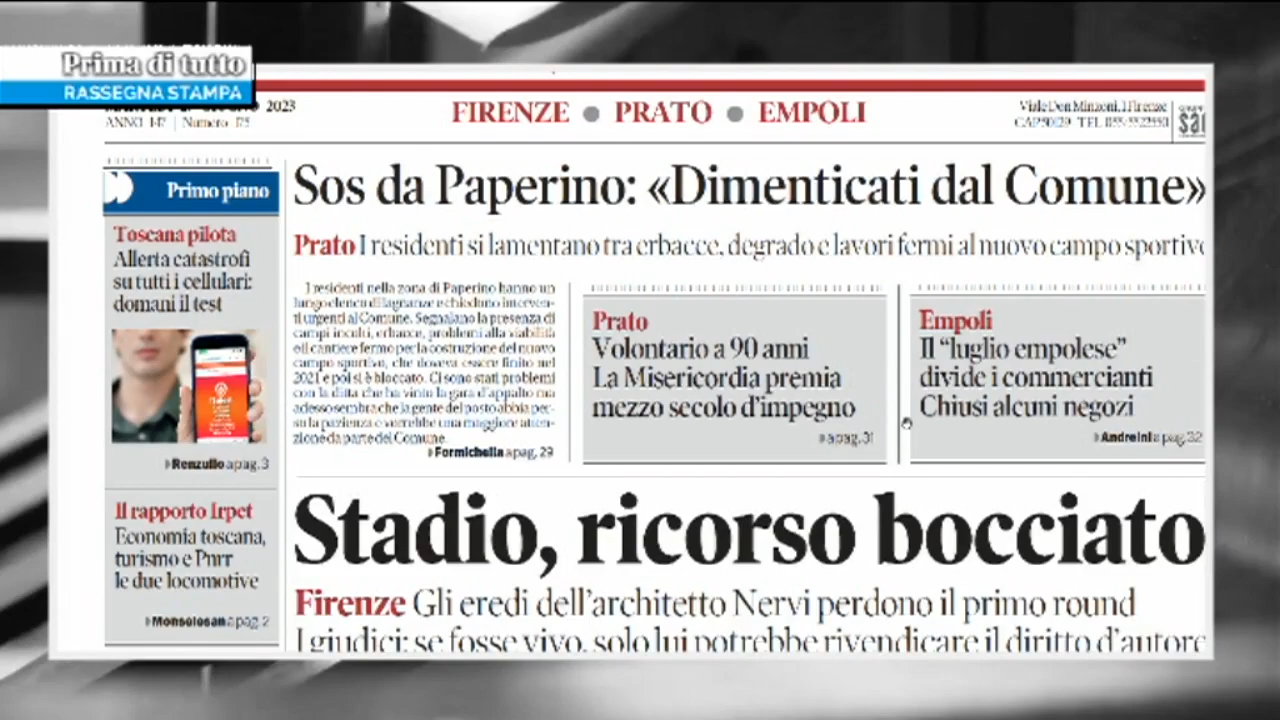 Prima di tutto
RASSEGNA STAMPA
2023
ANNO 147 | Numero 175
FIRENZE • PRATO • EMPOLI
Viale Don Minzoni, 1 Firenze
CAP 50129 TEL 055/5522550
Primo piano
Toscana pilota
Allerta catastrofi
su tutti i cellulari:
domani il test
Renzullo a pag. 3
Il rapporto Irpet
Economia toscana,
turismo e Pnrr
le due locomotive
a pag. 2
Sos da Paperino: «Dimenticati dal Comune»
Prato I residenti si lamentano tra erbacce, degrado e lavori fermi al nuovo campo sportivo
I residenti nella zona di Paperino hanno un
lungo elenco di lagnanze e chiedono interven-
ti urgenti al Comune. Segnalano la presenza di
campi incolti, erbacce, problemi alla viabilità
e il cantiere fermo per la costruzione del nuovo
campo sportivo, che doveva essere finito nel
2021 e poi si è bloccato. Ci sono stati problemi
con la ditta che ha vinto la gara d'appalto ma
adesso sembra che la gente del posto abbia per-
so la pazienza e vorrebbe una maggiore atten-
zione da parte del Comune.
Formichella a pag. 29
Prato
Volontario a 90 anni
La Misericordia premia
mezzo secolo d'impegno
a pag. 31
Empoli
Il “luglio empolese”
divide i commercianti
Chiusi alcuni negozi
Andreini a pag. 32
Stadio, ricorso bocciato
Firenze Gli eredi dell'architetto Nervi perdono il primo round
I giudici: se fosse vivo, solo lui potrebbe rivendicare il diritto d'autore